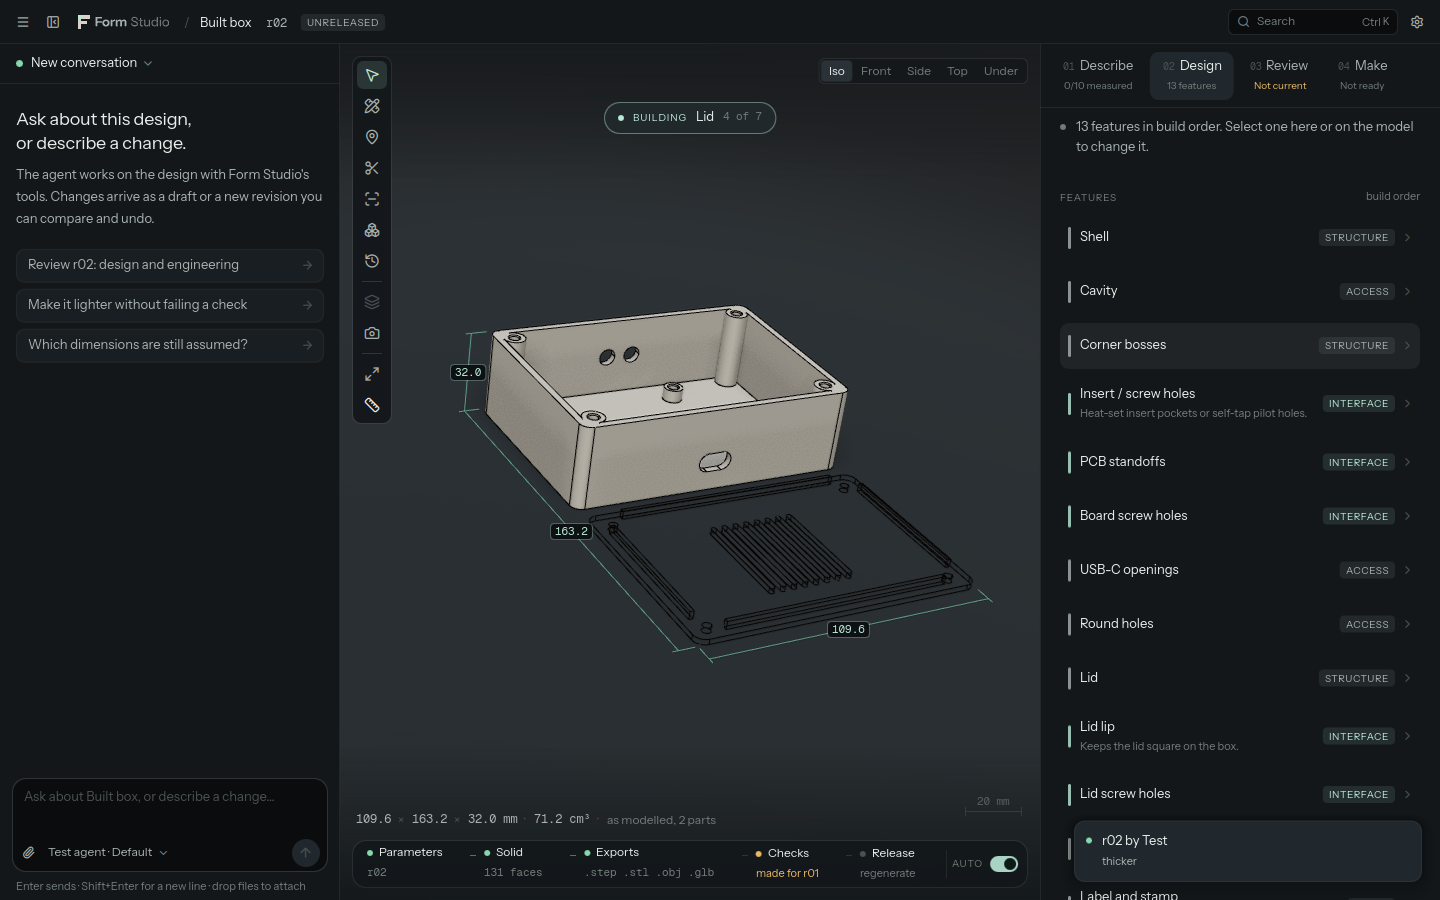 Form Studio / Built box r02 UNRELEASED
Search Ctrl K
New conversation
Ask about this design,
or describe a change.
The agent works on the design with Form Studio's
tools. Changes arrive as a draft or a new revision you
can compare and undo.
Review r02: design and engineering
Make it lighter without failing a check
Which dimensions are still assumed?
Ask about Built box, or describe a change...
Test agent · Default
Enter sends · Shift+Enter for a new line · drop files to attach
Iso Front Side Top Under
BUILDING Lid 4 of 7
32.0
163.2
109.6
20 mm
109.6 × 163.2 × 32.0 mm · 71.2 cm³ · as modelled, 2 parts
Parameters
r02
Solid
131 faces
Exports
.step .stl .obj .glb
Checks
made for r01
Release
regenerate
AUTO
01 Describe
0/10 measured
02 Design
13 features
03 Review
Not current
04 Make
Not ready
13 features in build order. Select one here or on the model
to change it.
FEATURES build order
Shell STRUCTURE
Cavity ACCESS
Corner bosses STRUCTURE
Insert / screw holes
Heat-set insert pockets or self-tap pilot holes.
INTERFACE
PCB standoffs INTERFACE
Board screw holes INTERFACE
USB-C openings ACCESS
Round holes ACCESS
Lid STRUCTURE
Lid lip
Keeps the lid square on the box.
INTERFACE
Lid screw holes INTERFACE
r02 by Test
thicker
Label and stamp